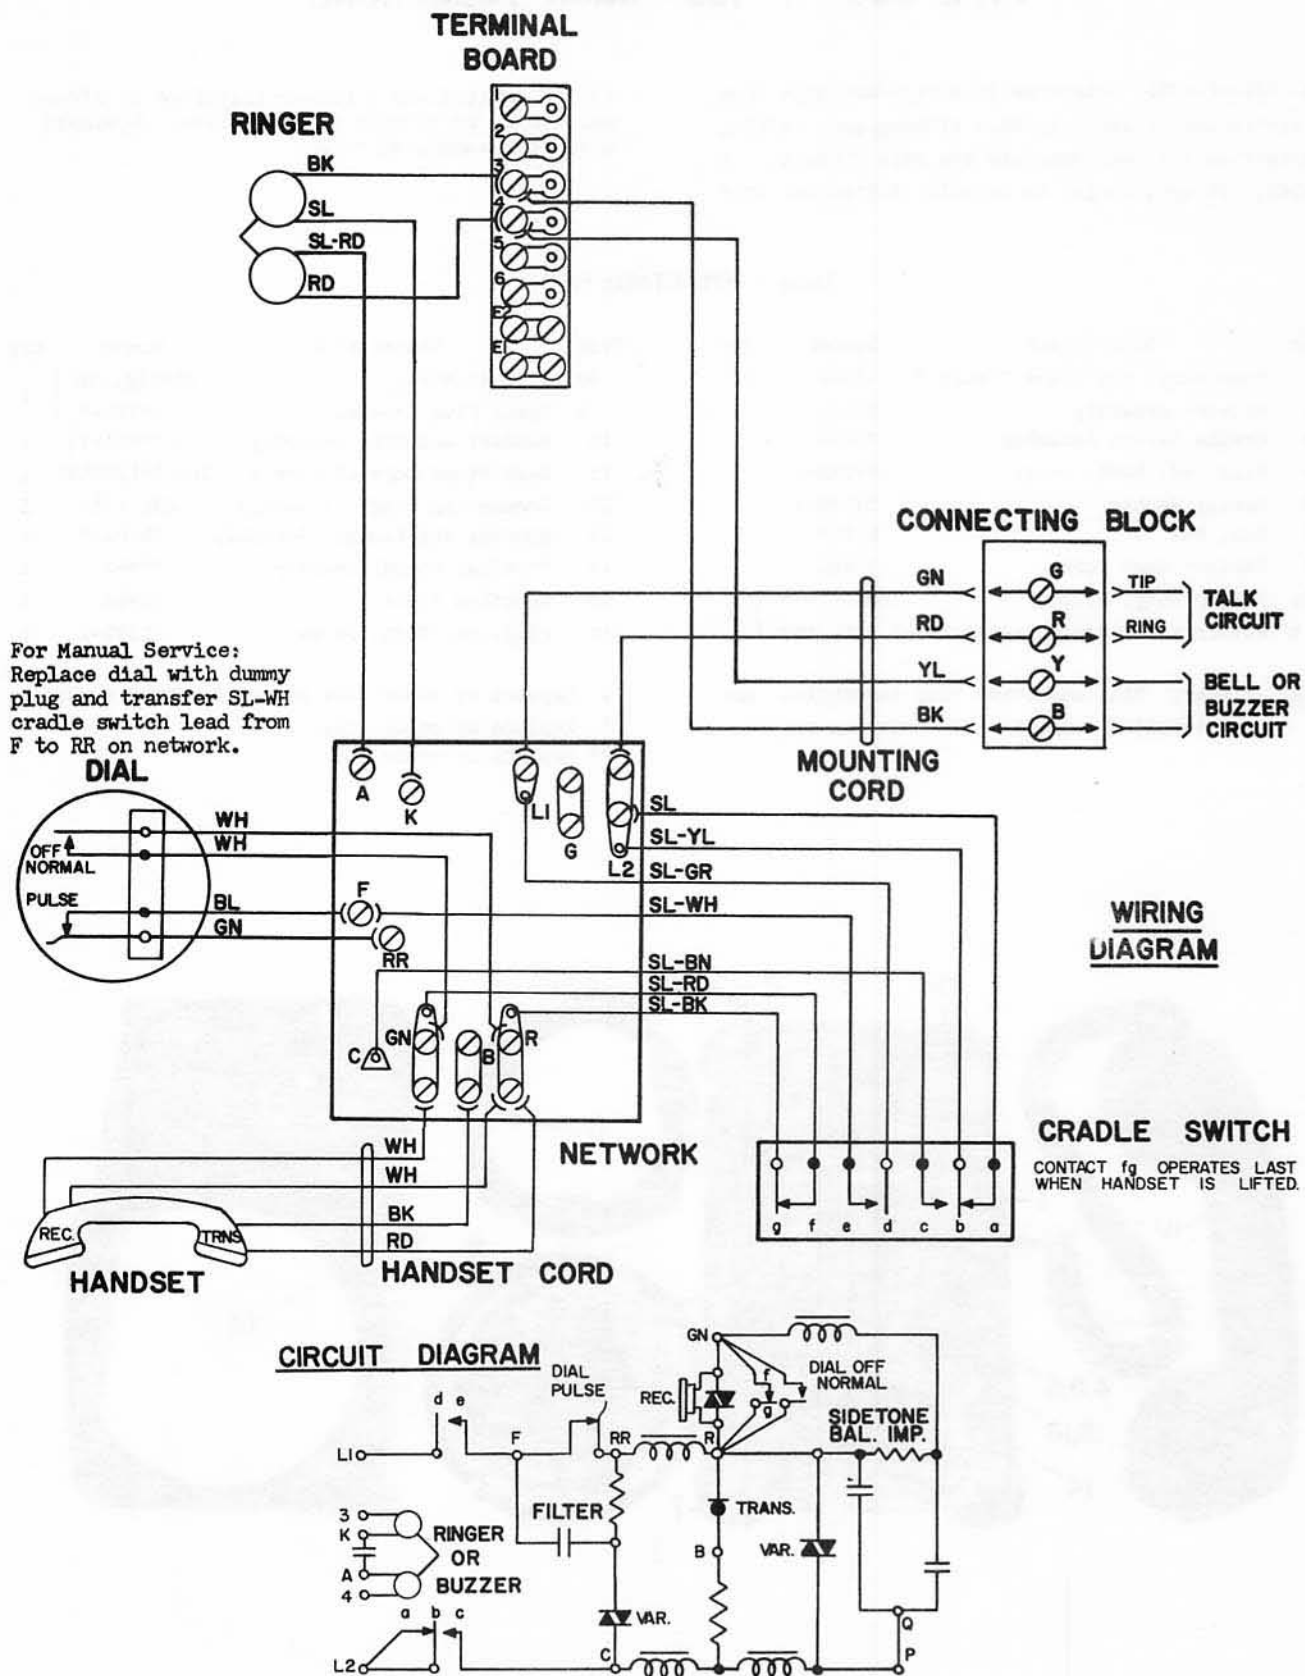 TERMINAL
BOARD
RINGER
1
2
3
4
5
6
E2
E1
BK
SL
SL-RD
RD
CONNECTING BLOCK
GN
RD
YL
BK
G
R
Y
B
TIP
RING
TALK
CIRCUIT
BELL OR
BUZZER
CIRCUIT
MOUNTING
CORD
For Manual Service:
Replace dial with dummy
plug and transfer SL-WH
cradle switch lead from
F to RR on network.
DIAL
OFF
NORMAL
PULSE
WH
WH
BL
GN
A
K
L1
G
L2
F
RR
C
GN
B
R
SL
SL-YL
SL-GR
SL-WH
SL-BN
SL-RD
SL-BK
WIRING
DIAGRAM
NETWORK
CRADLE SWITCH
CONTACT fg OPERATES LAST
WHEN HANDSET IS LIFTED.
g f e d c b a
WH
WH
BK
RD
REC.
TRNS
HANDSET
HANDSET CORD
CIRCUIT DIAGRAM
DIAL
PULSE
GN
REC.
f
g
DIAL OFF
NORMAL
SIDETONE
BAL. IMP.
d e
L1
F
RR
R
FILTER
TRANS.
B
VAR.
3
K
A
4
RINGER
OR
BUZZER
VAR.
a b c
L2
C
Q
P